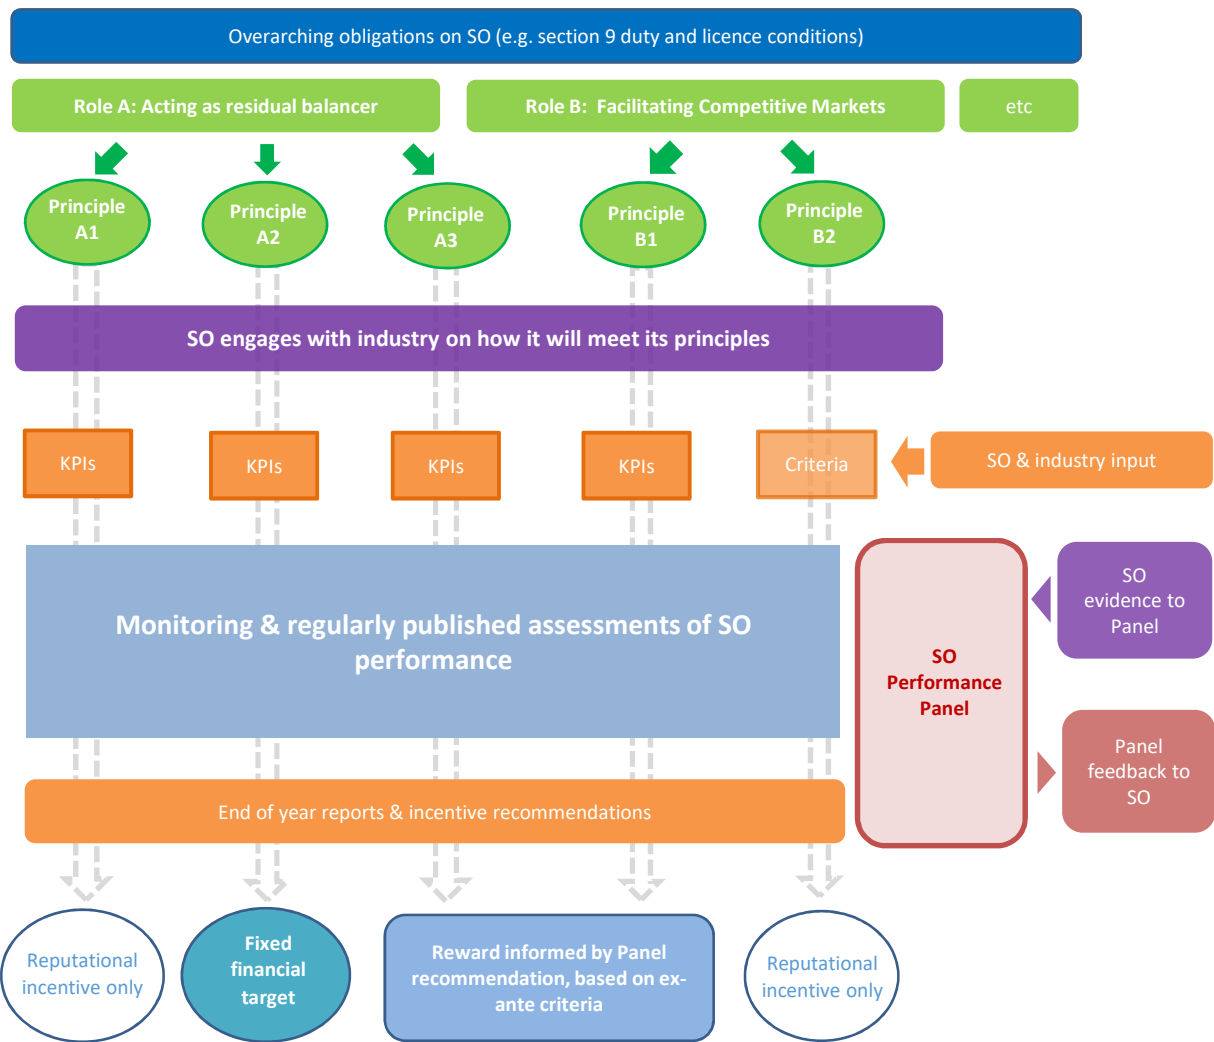 Overarching obligations on SO (e.g. section 9 duty and licence conditions)
Role A: Acting as residual balancer
Role B:  Facilitating Competitive Markets
etc
Principle
A1
Principle
A2
Principle
A3
Principle
B1
Principle
B2
SO engages with industry on how it will meet its principles
KPIs
KPIs
KPIs
KPIs
Criteria
SO & industry input
Monitoring & regularly published assessments of SO
performance
SO
Performance
Panel
SO
evidence to
Panel
Panel
feedback to
SO
End of year reports & incentive recommendations
Reputational
incentive only
Fixed
financial
target
Reward informed by Panel
recommendation, based on ex-
ante criteria
Reputational
incentive only